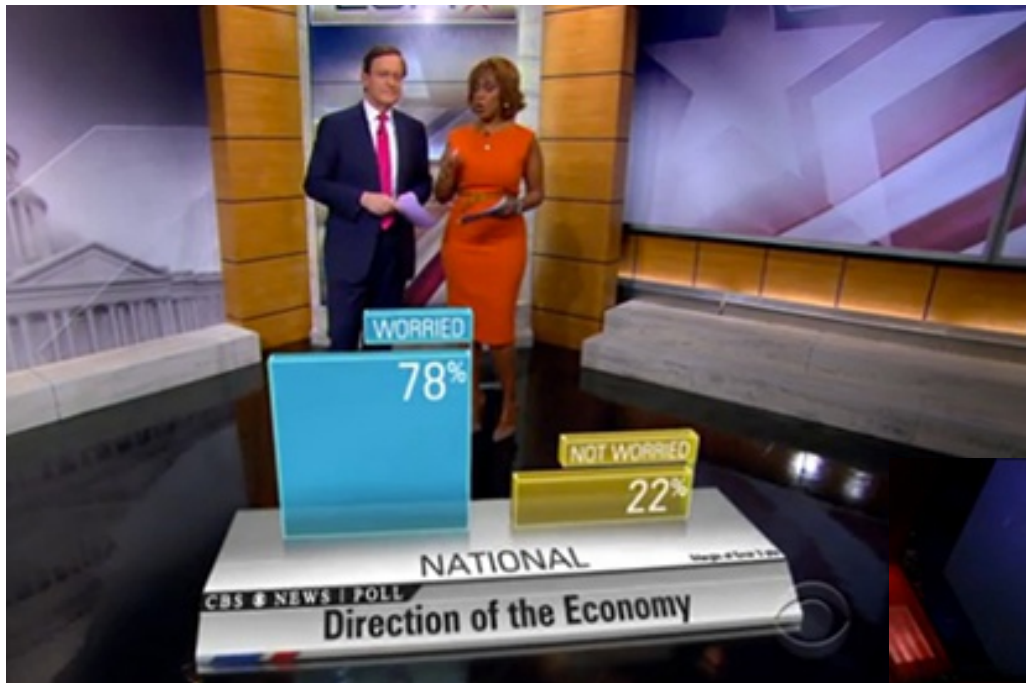 WORRIED
78%
NOT WORRIED
22%
NATIONAL
CBS NEWS | POLL
Direction of the Economy